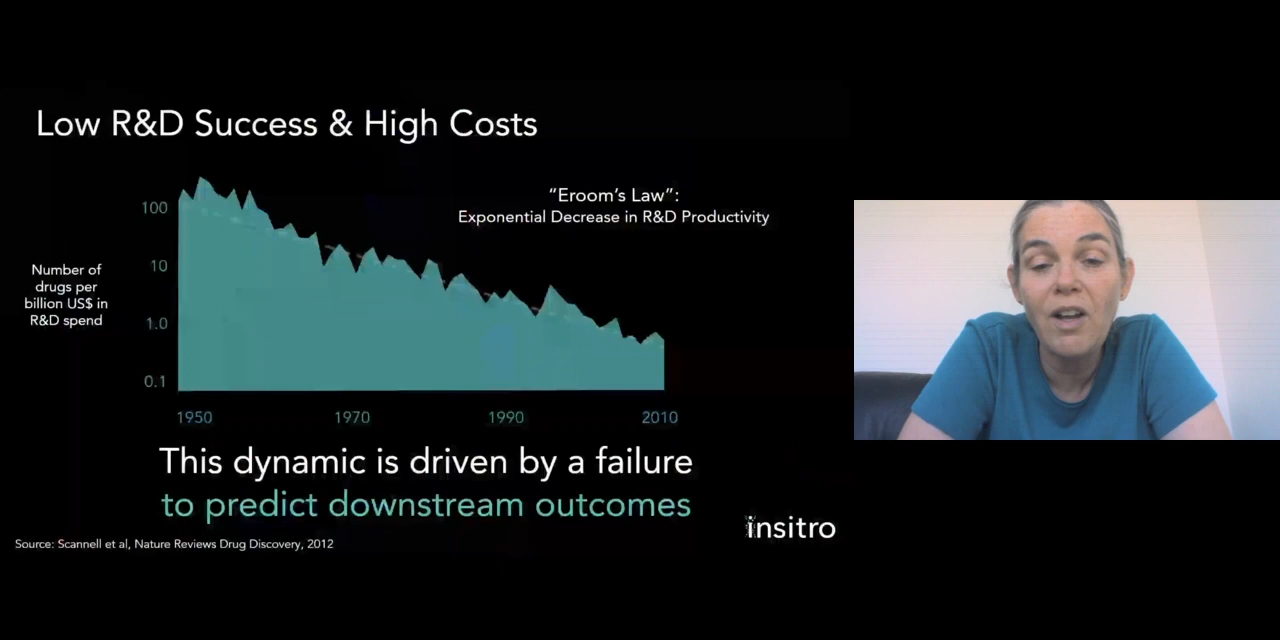 Low R&D Success & High Costs
“Eroom’s Law”:
Exponential Decrease in R&D Productivity
100
10
1.0
0.1
Number of
drugs per
billion US$ in
R&D spend
1950
1970
1990
2010
This dynamic is driven by a failure
to predict downstream outcomes
insitro
Source: Scannell et al, Nature Reviews Drug Discovery, 2012